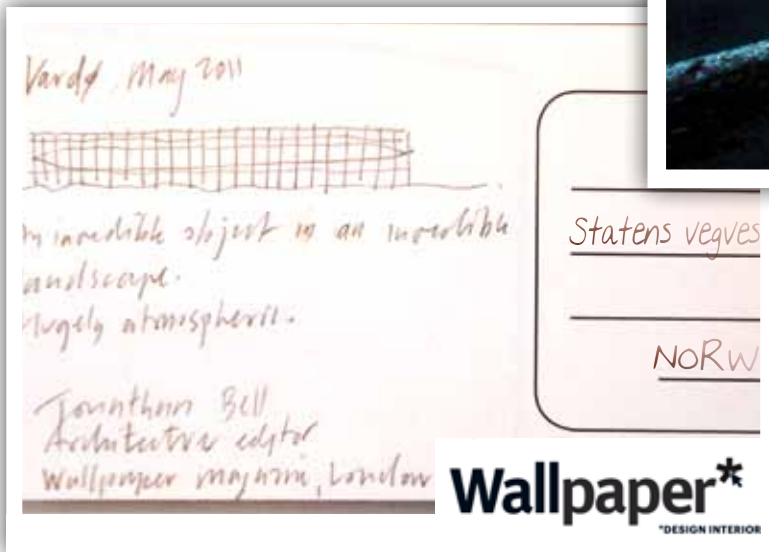 Vardø, May 2011
incredible object in an incredible
landscape.
Hugely atmospheric.
Jonathan Bell
Architecture editor
Wallpaper magazine, London
Statens vegves
NORW
Wallpaper*
*DESIGN INTERIOR